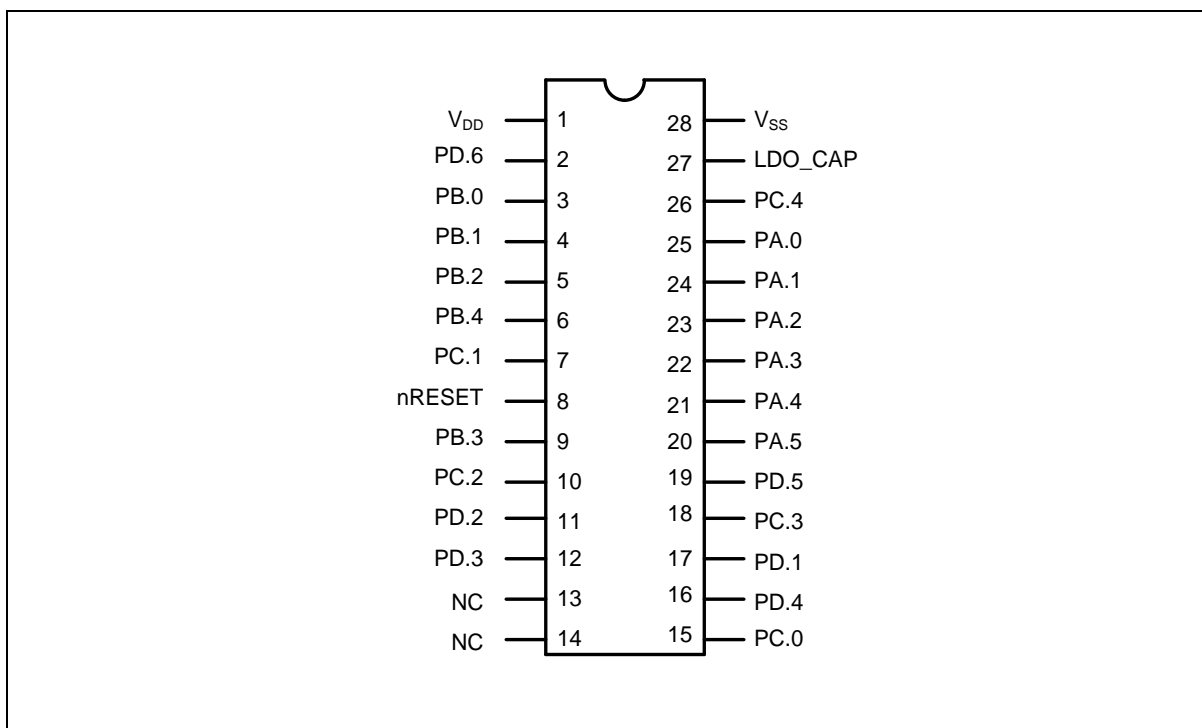 V_DD 1 28 V_SS
PD.6 2 27 LDO_CAP
PB.0 3 26 PC.4
PB.1 4 25 PA.0
PB.2 5 24 PA.1
PB.4 6 23 PA.2
PC.1 7 22 PA.3
nRESET 8 21 PA.4
PB.3 9 20 PA.5
PC.2 10 19 PD.5
PD.2 11 18 PC.3
PD.3 12 17 PD.1
NC 13 16 PD.4
NC 14 15 PC.0